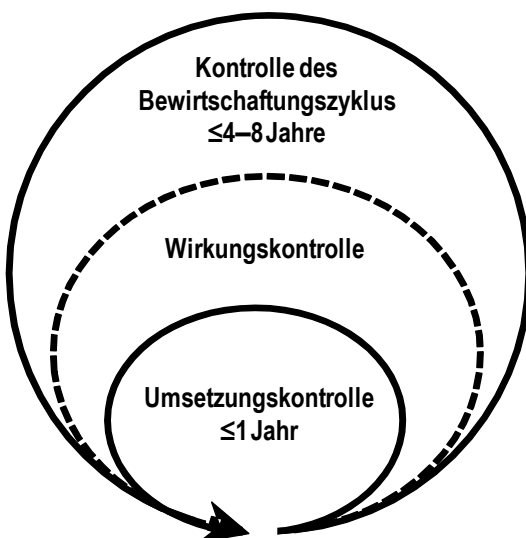 Kontrolle des
Bewirtschaftungszyklus
≤4–8 Jahre
Wirkungskontrolle
Umsetzungskontrolle
≤1 Jahr